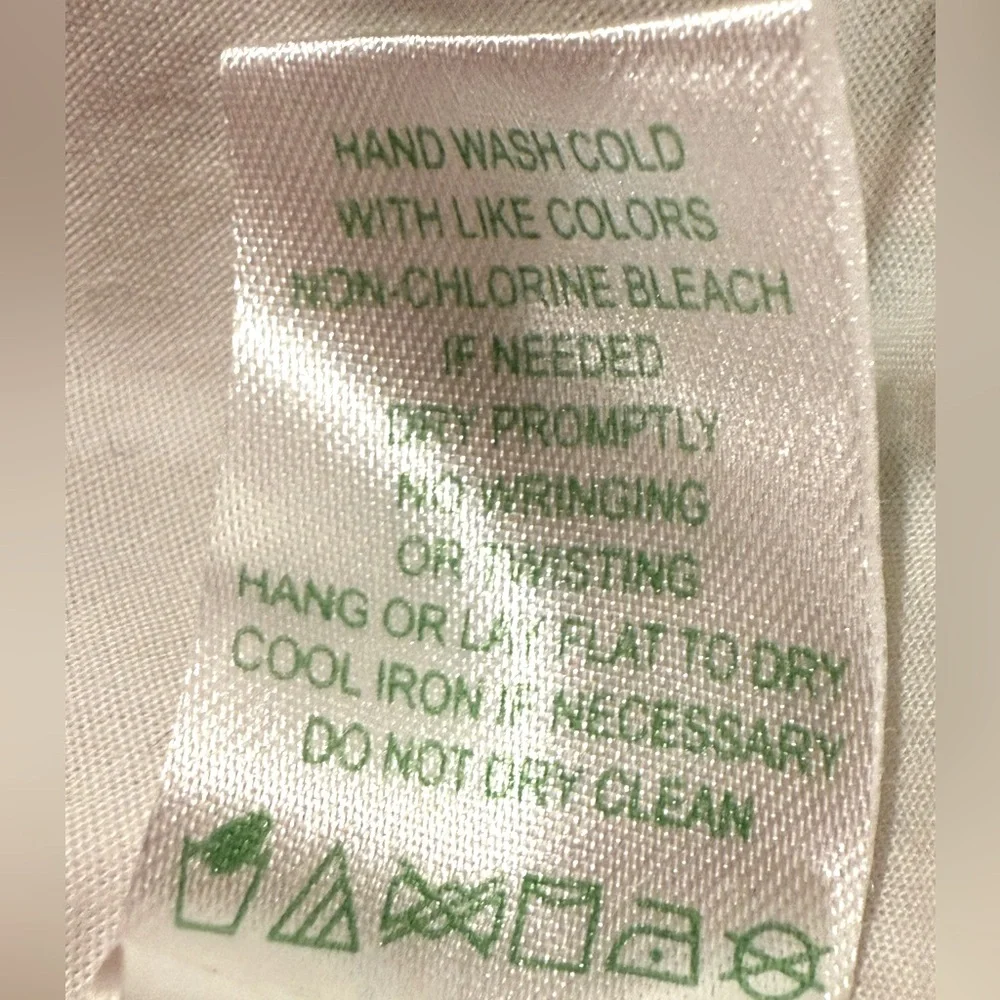 HAND WASH COLD
WITH LIKE COLORS
NON-CHLORINE BLEACH
IF NEEDED
DRY PROMPTLY
NO WRINGING
OR TWISTING
HANG OR LAY FLAT TO DRY
COOL IRON IF NECESSARY
DO NOT DRY CLEAN